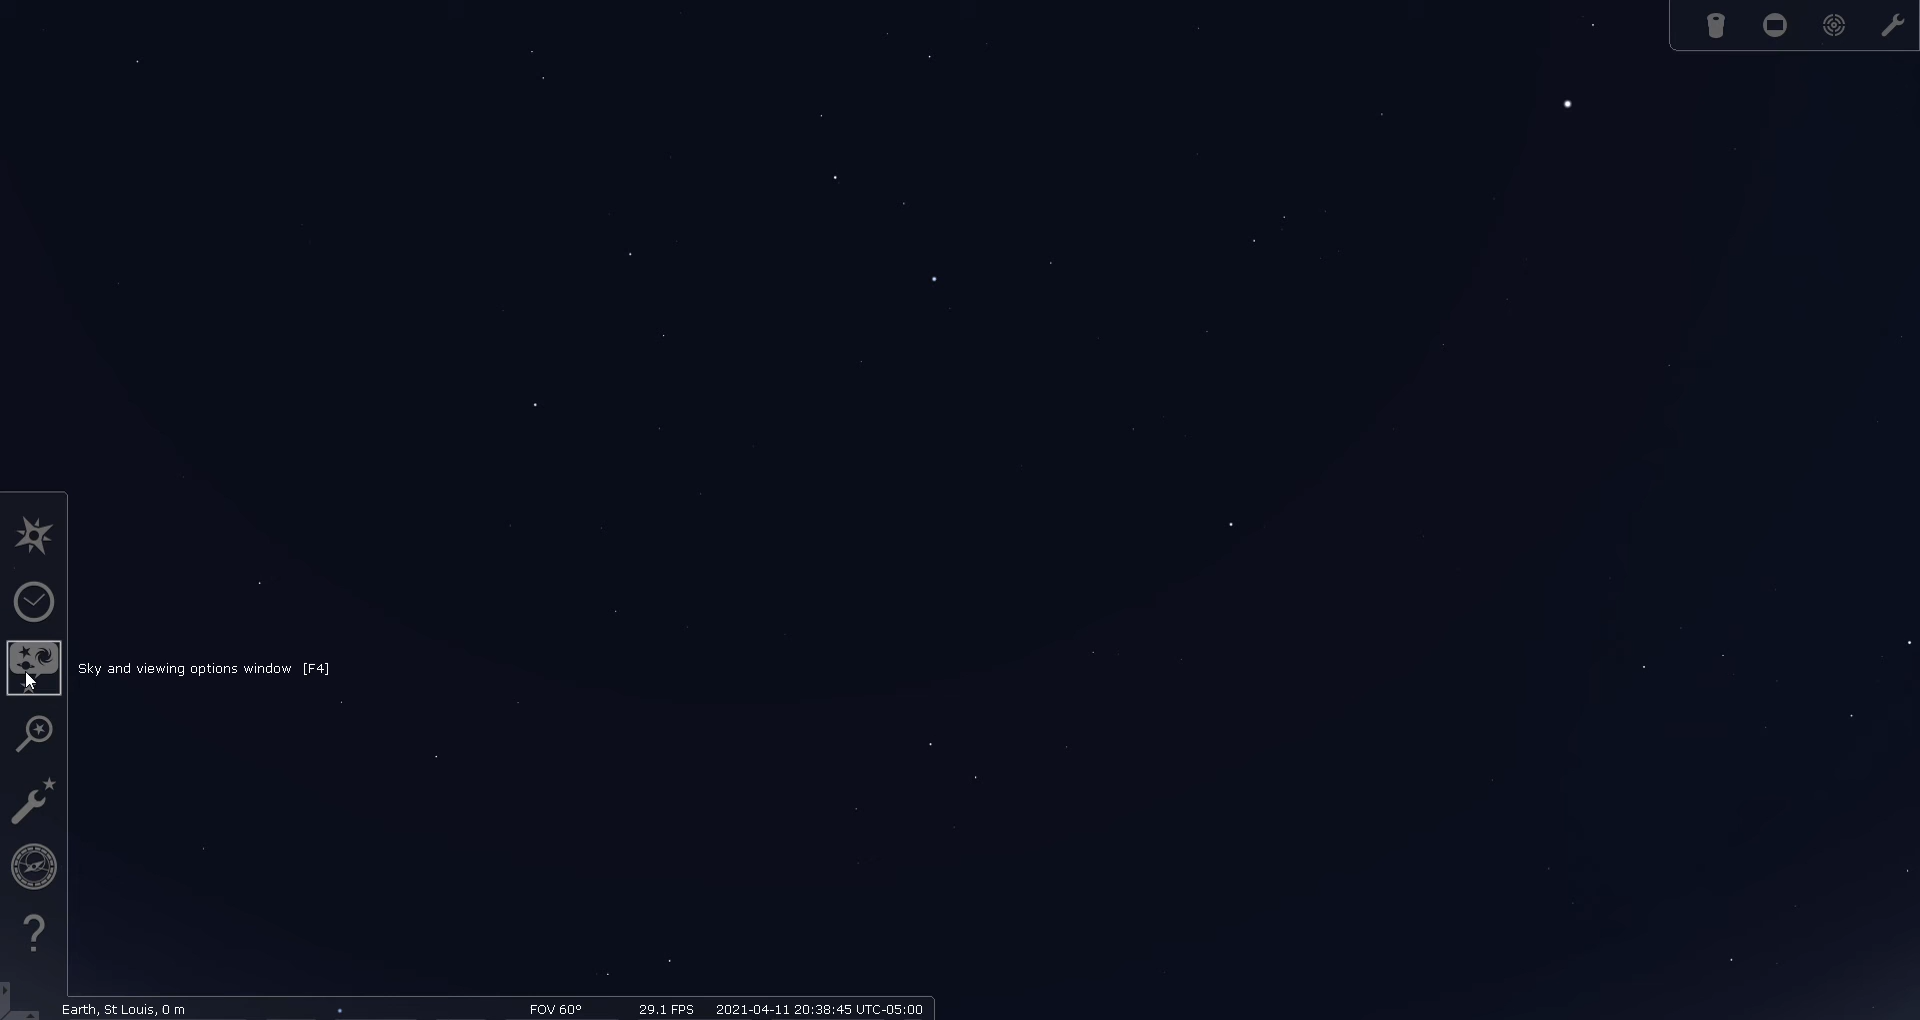 Sky and viewing options window [F4]
Earth, St Louis, 0 m FOV 60° 29.1 FPS 2021-04-11 20:38:45 UTC-05:00